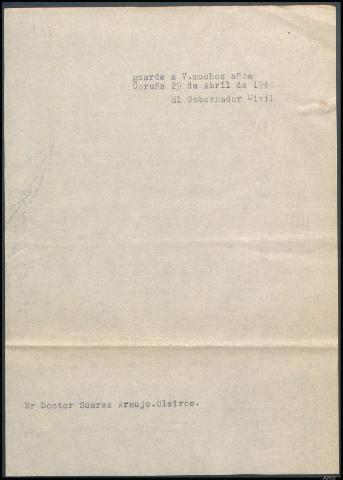 guarde a V.muchos años
Coruña 29 de Abril de 194
El Gobernador Civil
Sr Doctor Suarez Araujo.Oleiros.